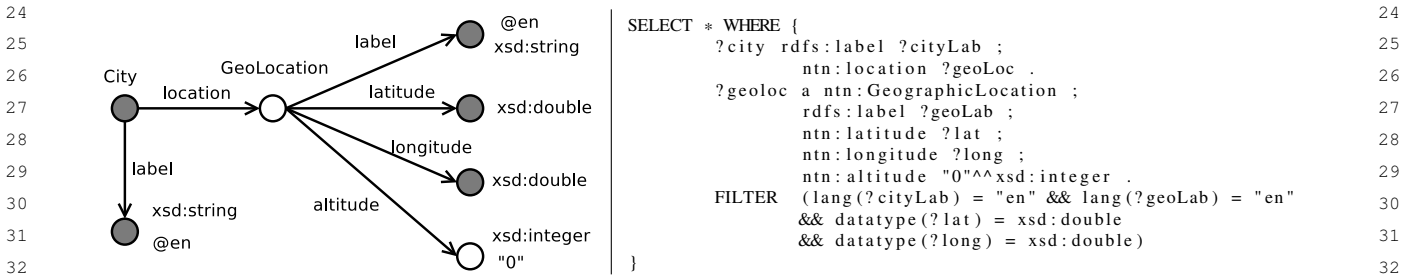 24
25
26
27
28
29
30
31
32
@en
xsd:string
label
GeoLocation
City
location
latitude
xsd:double
label
longitude
xsd:double
altitude
xsd:string
@en
xsd:integer
"0"
SELECT * WHERE {
?city rdfs:label ?cityLab ;
ntn:location ?geoLoc .
?geoloc a ntn:GeographicLocation ;
rdfs:label ?geoLab ;
ntn:latitude ?lat ;
ntn:longitude ?long ;
ntn:altitude "0"^^xsd:integer .
FILTER (lang(?cityLab) = "en" && lang(?geoLab) = "en"
&& datatype(?lat) = xsd:double
&& datatype(?long) = xsd:double)
}
24
25
26
27
28
29
30
31
32